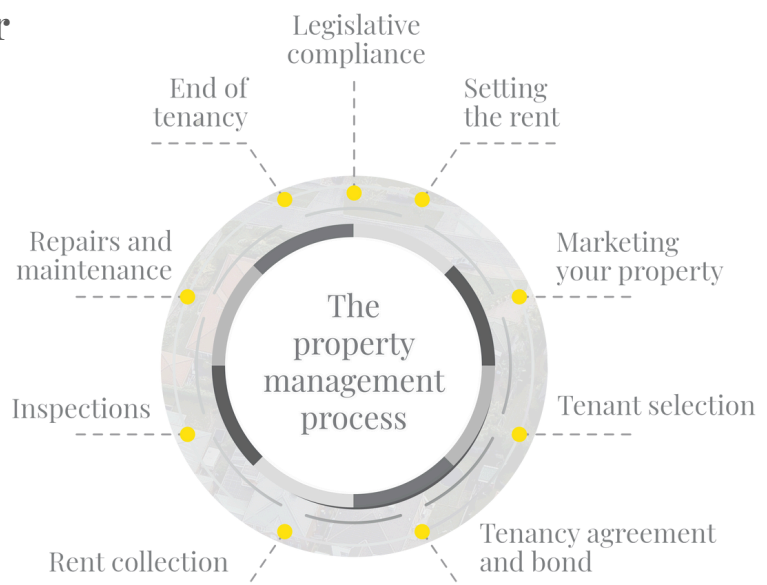 r
Legislative
compliance
End of
tenancy
Setting
the rent
Repairs and
maintenance
Marketing
your property
The
property
management
process
Inspections
Tenant selection
Rent collection
Tenancy agreement
and bond